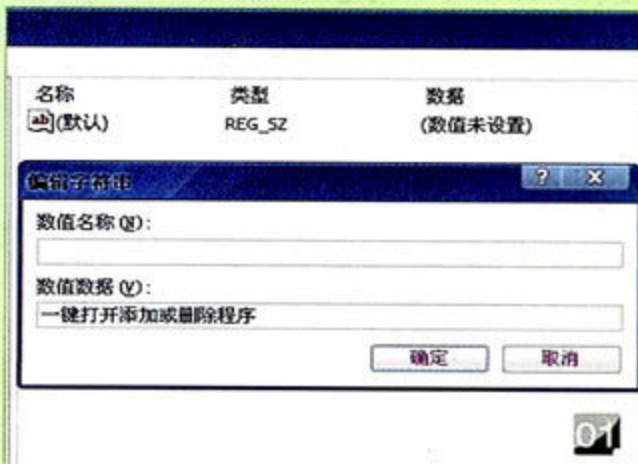 名称 类型 数据
ab (默认) REG_SZ (数值未设置)
编辑字符串
数值名称(N):
数值数据(V):
一键打开添加或删除程序
确定 取消
01